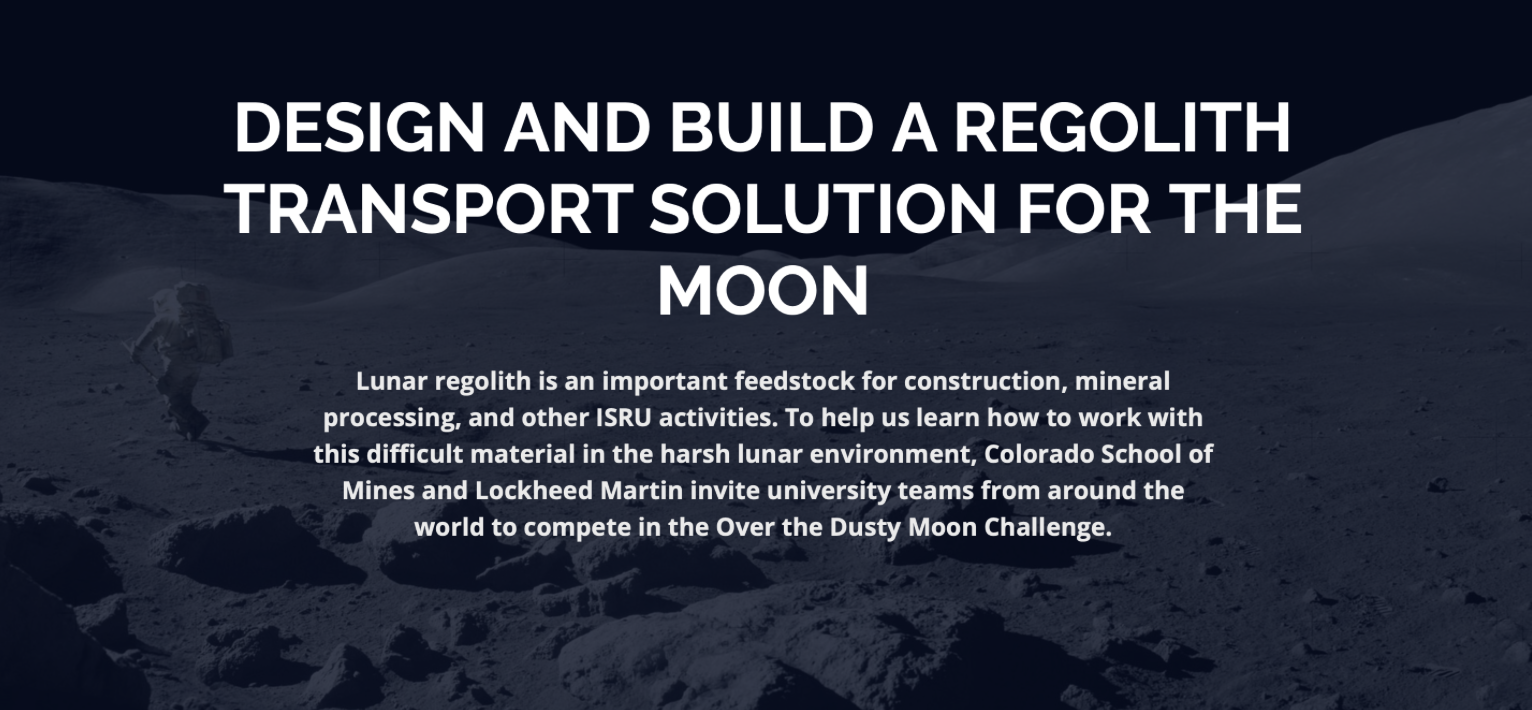 DESIGN AND BUILD A REGOLITH
TRANSPORT SOLUTION FOR THE
MOON
Lunar regolith is an important feedstock for construction, mineral
processing, and other ISRU activities. To help us learn how to work with
this difficult material in the harsh lunar environment, Colorado School of
Mines and Lockheed Martin invite university teams from around the
world to compete in the Over the Dusty Moon Challenge.